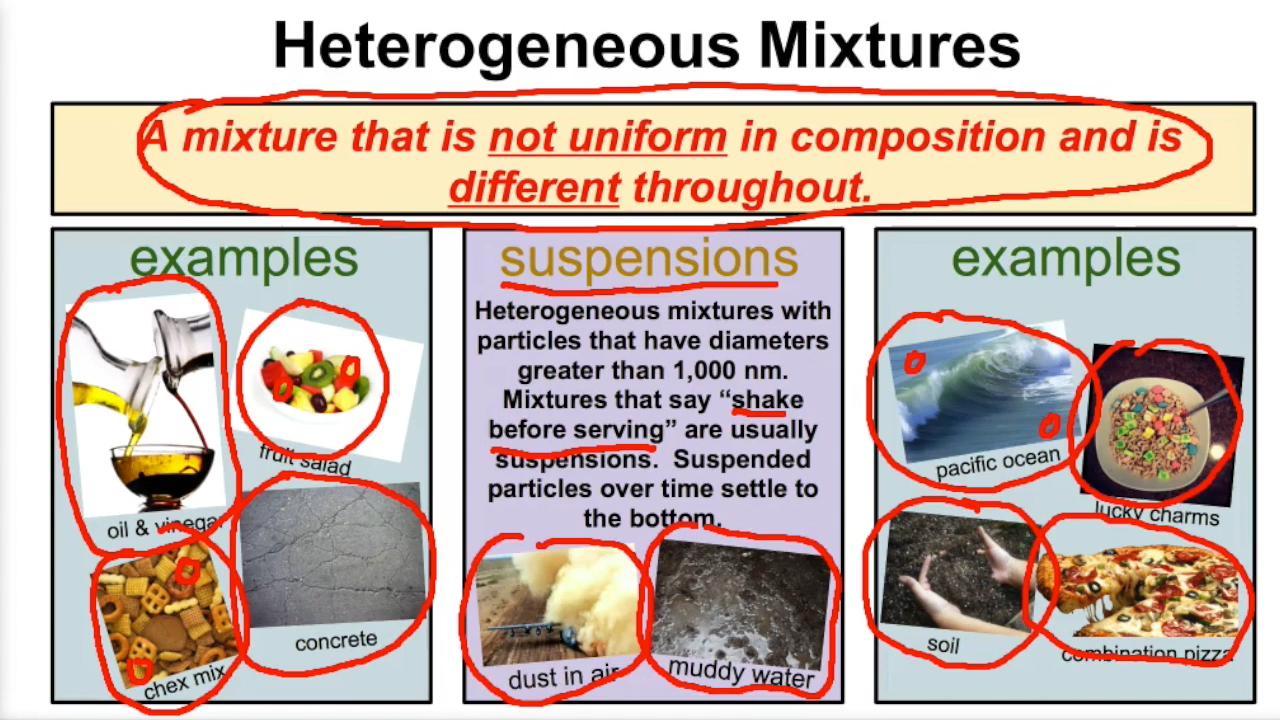 Heterogeneous Mixtures
A mixture that is not uniform in composition and is
different throughout.
examples
oil & vinegar
fruit salad
chex mix
concrete
suspensions
Heterogeneous mixtures with
particles that have diameters
greater than 1,000 nm.
Mixtures that say “shake
before serving” are usually
suspensions. Suspended
particles over time settle to
the bottom.
dust in air
muddy water
examples
pacific ocean
lucky charms
soil
combination pizza